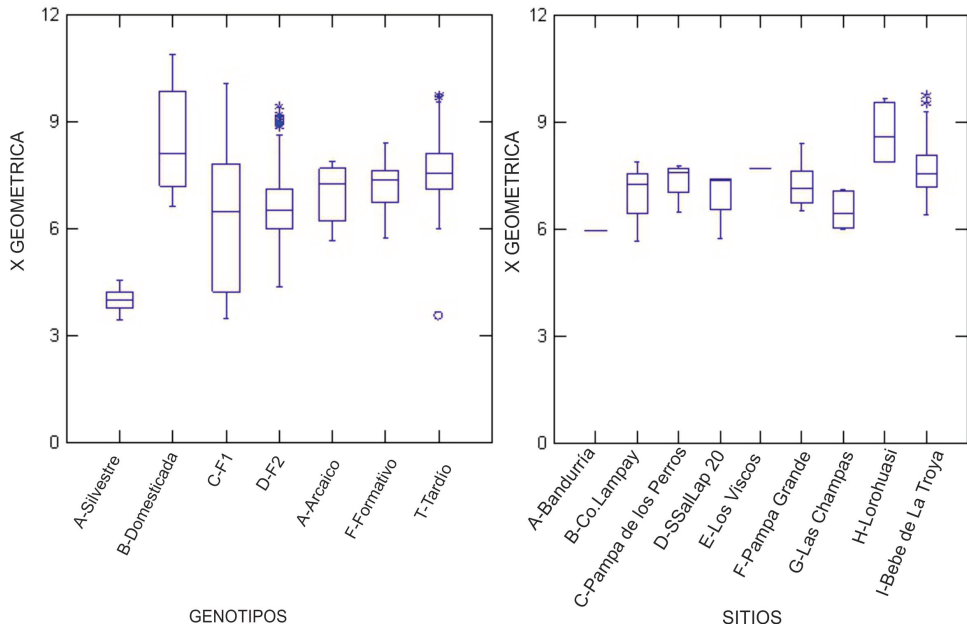 12
9
6
3
0
X GEOMETRICA
A-Silvestre
B-Domesticada
C-F1
D-F2
A-Arcaico
F-Formativo
T-Tardío
GENOTIPOS
12
9
6
3
0
X GEOMETRICA
A-Bandurria
B-Co.Lampay
C-Pampa de los Perros
D-SSalLap 20
E-Los Viscos
F-Pampa Grande
G-Las Champas
H-Lorohuasi
I-Bebe de La Troya
SITIOS